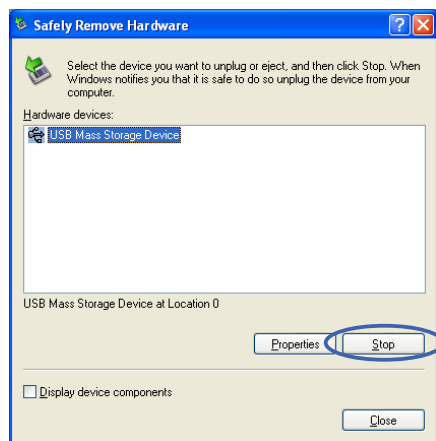 Safely Remove Hardware
Select the device you want to unplug or eject, and then click Stop. When
Windows notifies you that it is safe to do so unplug the device from your
computer.
Hardware devices:
USB Mass Storage Device
USB Mass Storage Device at Location 0
Properties Stop
Display device components
Close